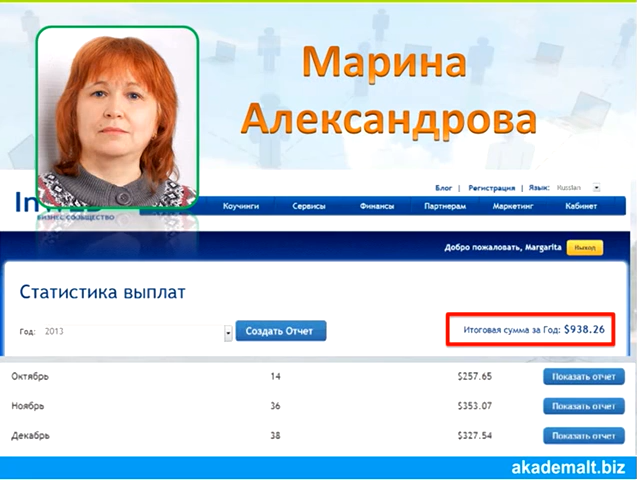 Марина
Александрова
Блог | Регистрация | Язык: Russian
БИЗНЕС СООБЩЕСТВО
Коучинги Сервисы Финансы Партнерам Маркетинг Кабинет
Добро пожаловать, Margarita Выход
Статистика выплат
Год: 2013 Создать Отчет Итоговая сумма за Год: $938.26
Октябрь 14 $257.65 Показать отчет
Ноябрь 36 $353.07 Показать отчет
Декабрь 38 $327.54 Показать отчет
akademalt.biz